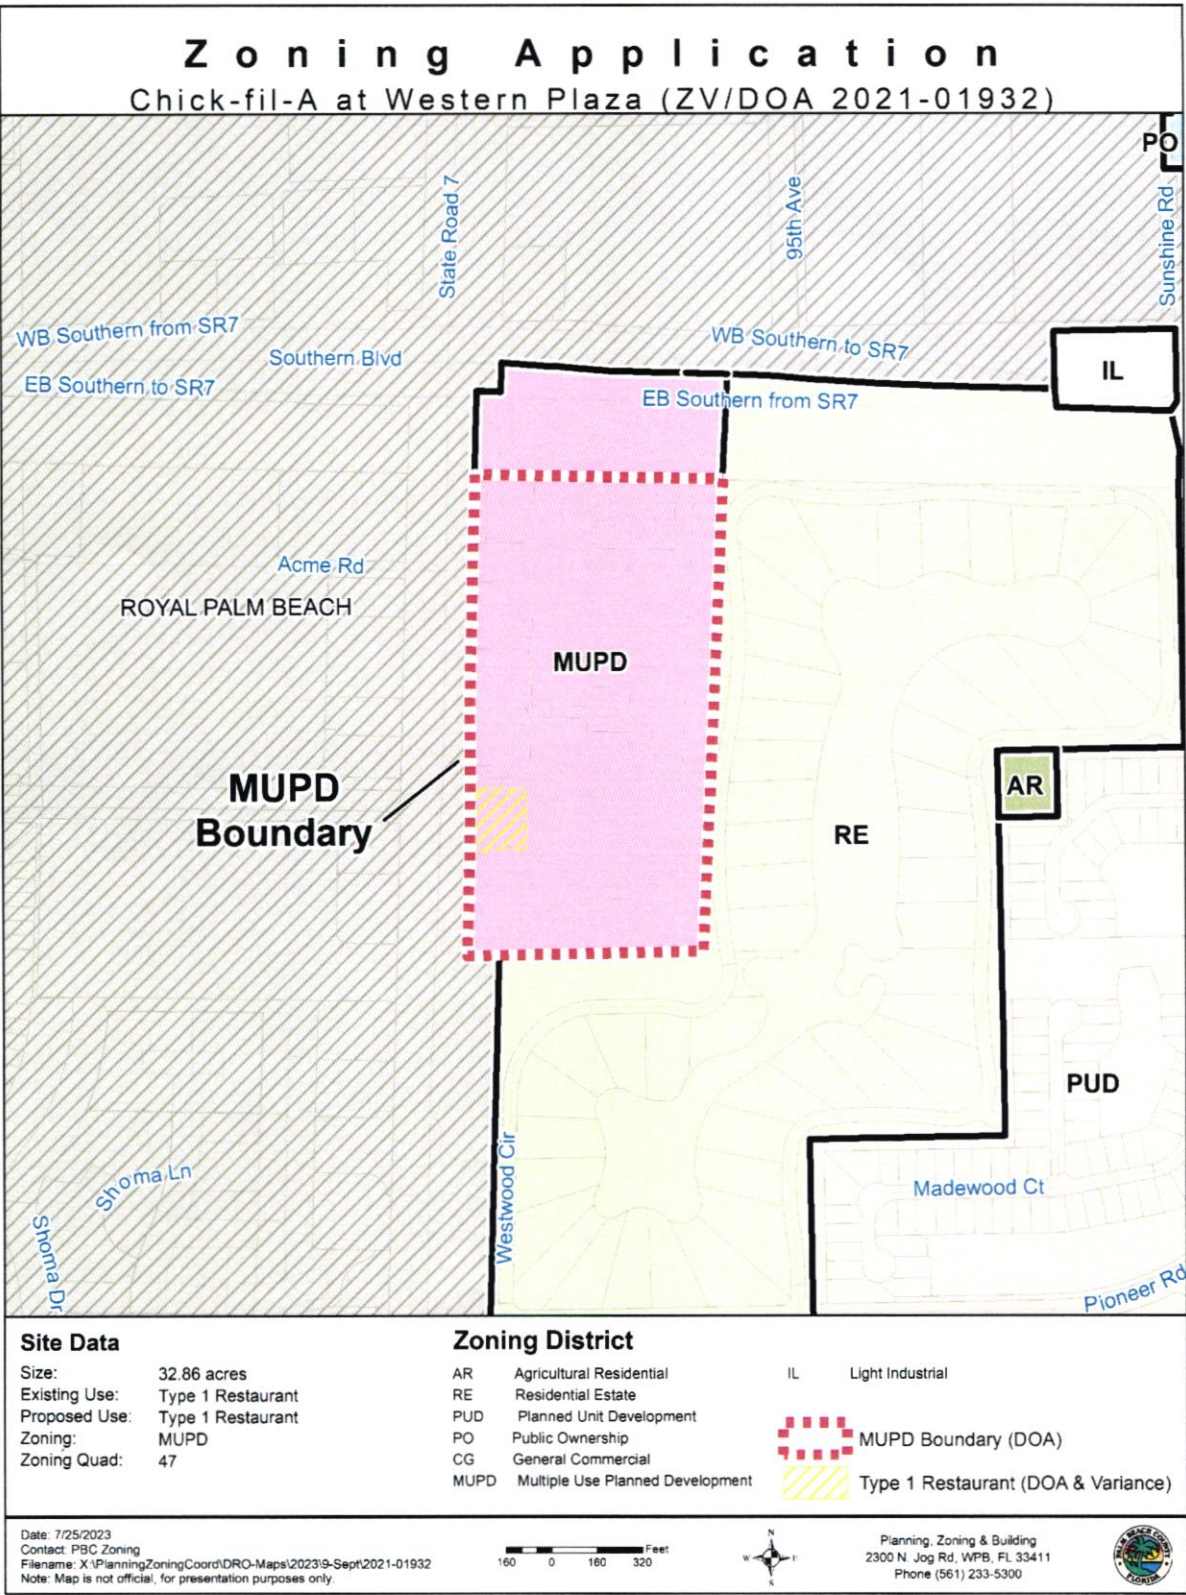 Zoning Application
Chick-fil-A at Western Plaza (ZV/DOA 2021-01932)
PO
State Road 7
95th Ave
Sunshine Rd
WB Southern from SR7
Southern Blvd
WB Southern to SR7
IL
EB Southern to SR7
EB Southern from SR7
Acme Rd
ROYAL PALM BEACH
MUPD
MUPD
Boundary
AR
RE
PUD
Westwood Cir
Shoma Ln
Madewood Ct
Shoma Dr
Pioneer Rd
Site Data
Size: 32.86 acres
Existing Use: Type 1 Restaurant
Proposed Use: Type 1 Restaurant
Zoning: MUPD
Zoning Quad: 47
Zoning District
AR Agricultural Residential
RE Residential Estate
PUD Planned Unit Development
PO Public Ownership
CG General Commercial
MUPD Multiple Use Planned Development
IL Light Industrial
MUPD Boundary (DOA)
Type 1 Restaurant (DOA & Variance)
Date: 7/25/2023
Contact: PBC Zoning
Filename: X:\PlanningZoningCoord\DRO-Maps\2023\9-Sept\2021-01932
Note: Map is not official, for presentation purposes only.
160 0 160 320 Feet
N
W
S
Planning, Zoning & Building
2300 N. Jog Rd, WPB, FL 33411
Phone (561) 233-5300
PALM BEACH COUNTY
FLORIDA